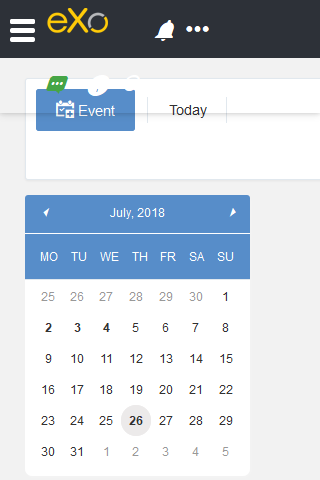 eXo
Event
Today
July, 2018
MO TU WE TH FR SA SU
25 26 27 28 29 30 1
2 3 4 5 6 7 8
9 10 11 12 13 14 15
16 17 18 19 20 21 22
23 24 25 26 27 28 29
30 31 1 2 3 4 5